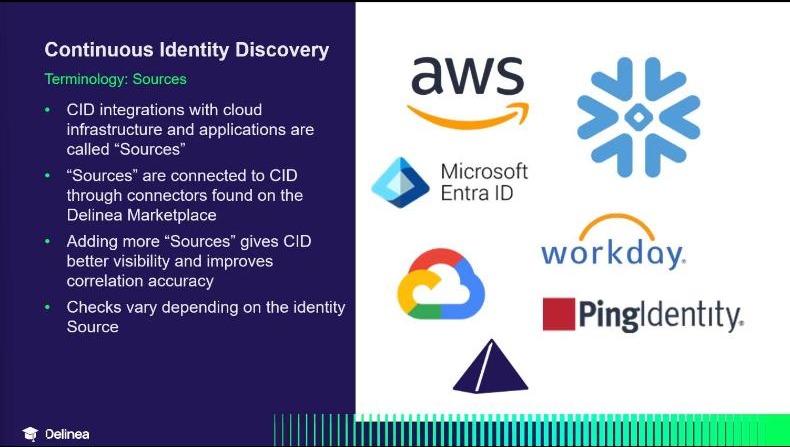 Continuous Identity Discovery
Terminology: Sources
• CID integrations with cloud
infrastructure and applications are
called “Sources”
• “Sources” are connected to CID
through connectors found on the
Delinea Marketplace
• Adding more “Sources” gives CID
better visibility and improves
correlation accuracy
• Checks vary depending on the identity
Source
aws
Microsoft
Entra ID
workday.
PingIdentity.
Delinea